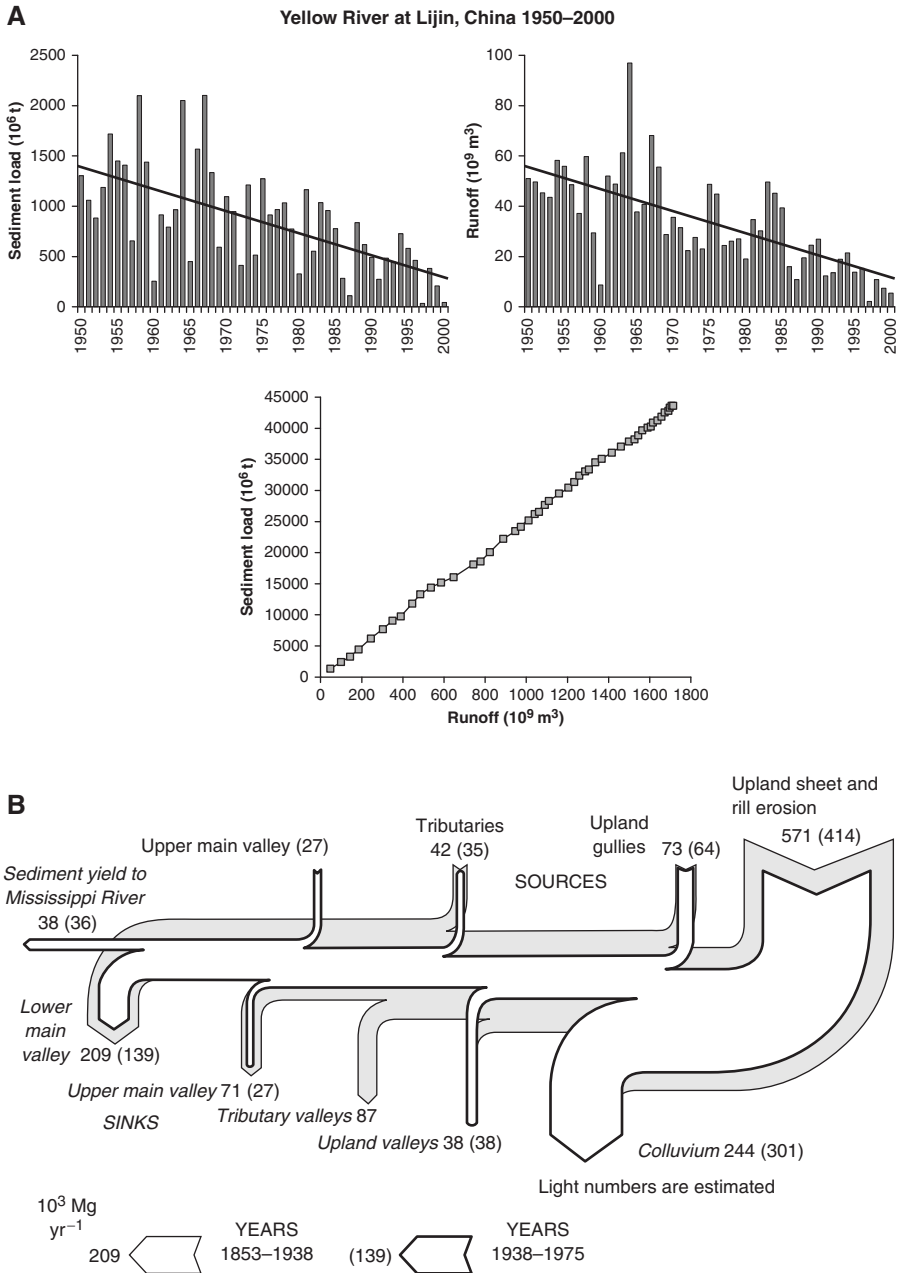 A
Yellow River at Lijin, China 1950–2000
Sediment load (10⁶ t)
2500
2000
1500
1000
500
0
1950
1955
1960
1965
1970
1975
1980
1985
1990
1995
2000
Runoff (10⁹ m³)
100
80
60
40
20
0
1950
1955
1960
1965
1970
1975
1980
1985
1990
1995
2000
Sediment load (10⁶ t)
45000
40000
35000
30000
25000
20000
15000
10000
5000
0
0 200 400 600 800 1000 1200 1400 1600 1800
Runoff (10⁹ m³)
B
Upland sheet and
rill erosion
571 (414)
Upland
gullies
73 (64)
Tributaries
42 (35)
Upper main valley (27)
SOURCES
Sediment yield to
Mississippi River
38 (36)
Lower
main
valley 209 (139)
Upper main valley 71 (27)
SINKS
Tributary valleys 87
Upland valleys 38 (38)
Colluvium 244 (301)
Light numbers are estimated
10³ Mg
yr⁻¹
209
YEARS
1853–1938
(139)
YEARS
1938–1975